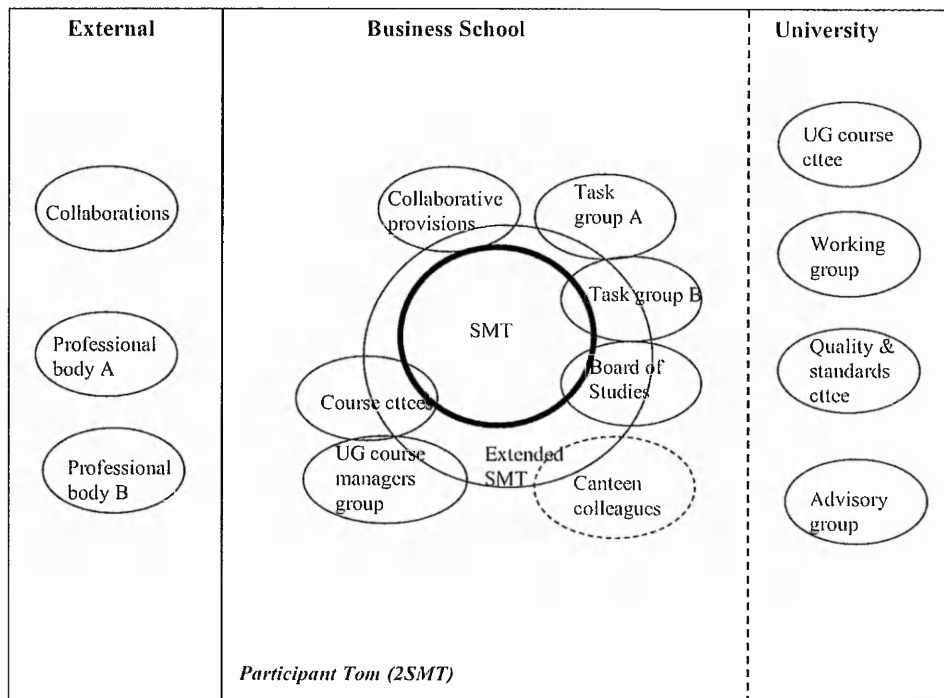 External
Business School
University
Collaborations
Professional
body A
Professional
body B
Collaborative
provisions
Task
group A
Task group B
SMT
Board of
Studies
Course cttees
UG course
managers
group
Extended
SMT
Canteen
colleagues
UG course
cttee
Working
group
Quality &
standards
cttee
Advisory
group
Participant Tom (2SMT)